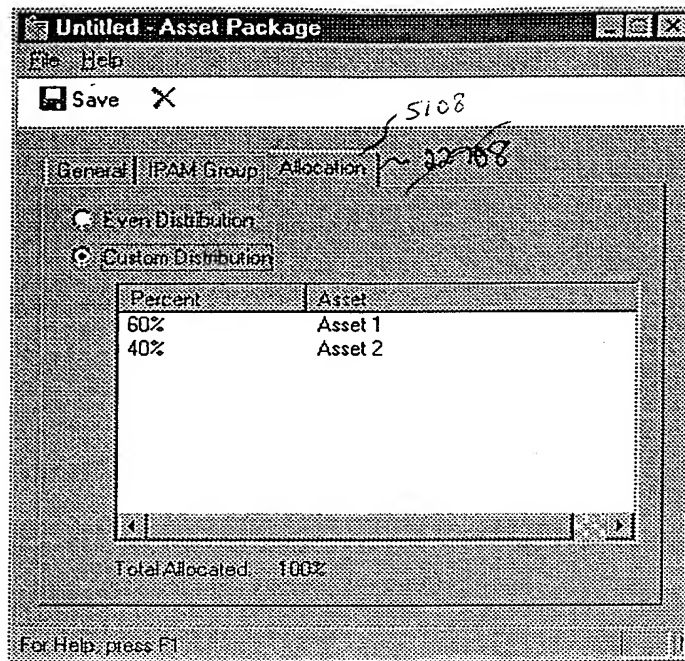 Untitled - Asset Package
File Help
Save
5108
General IPAM Group Allocation
Even Distribution
Custom Distribution
Percent Asset
60% Asset 1
40% Asset 2
Total Allocated: 100%
For Help, press F1